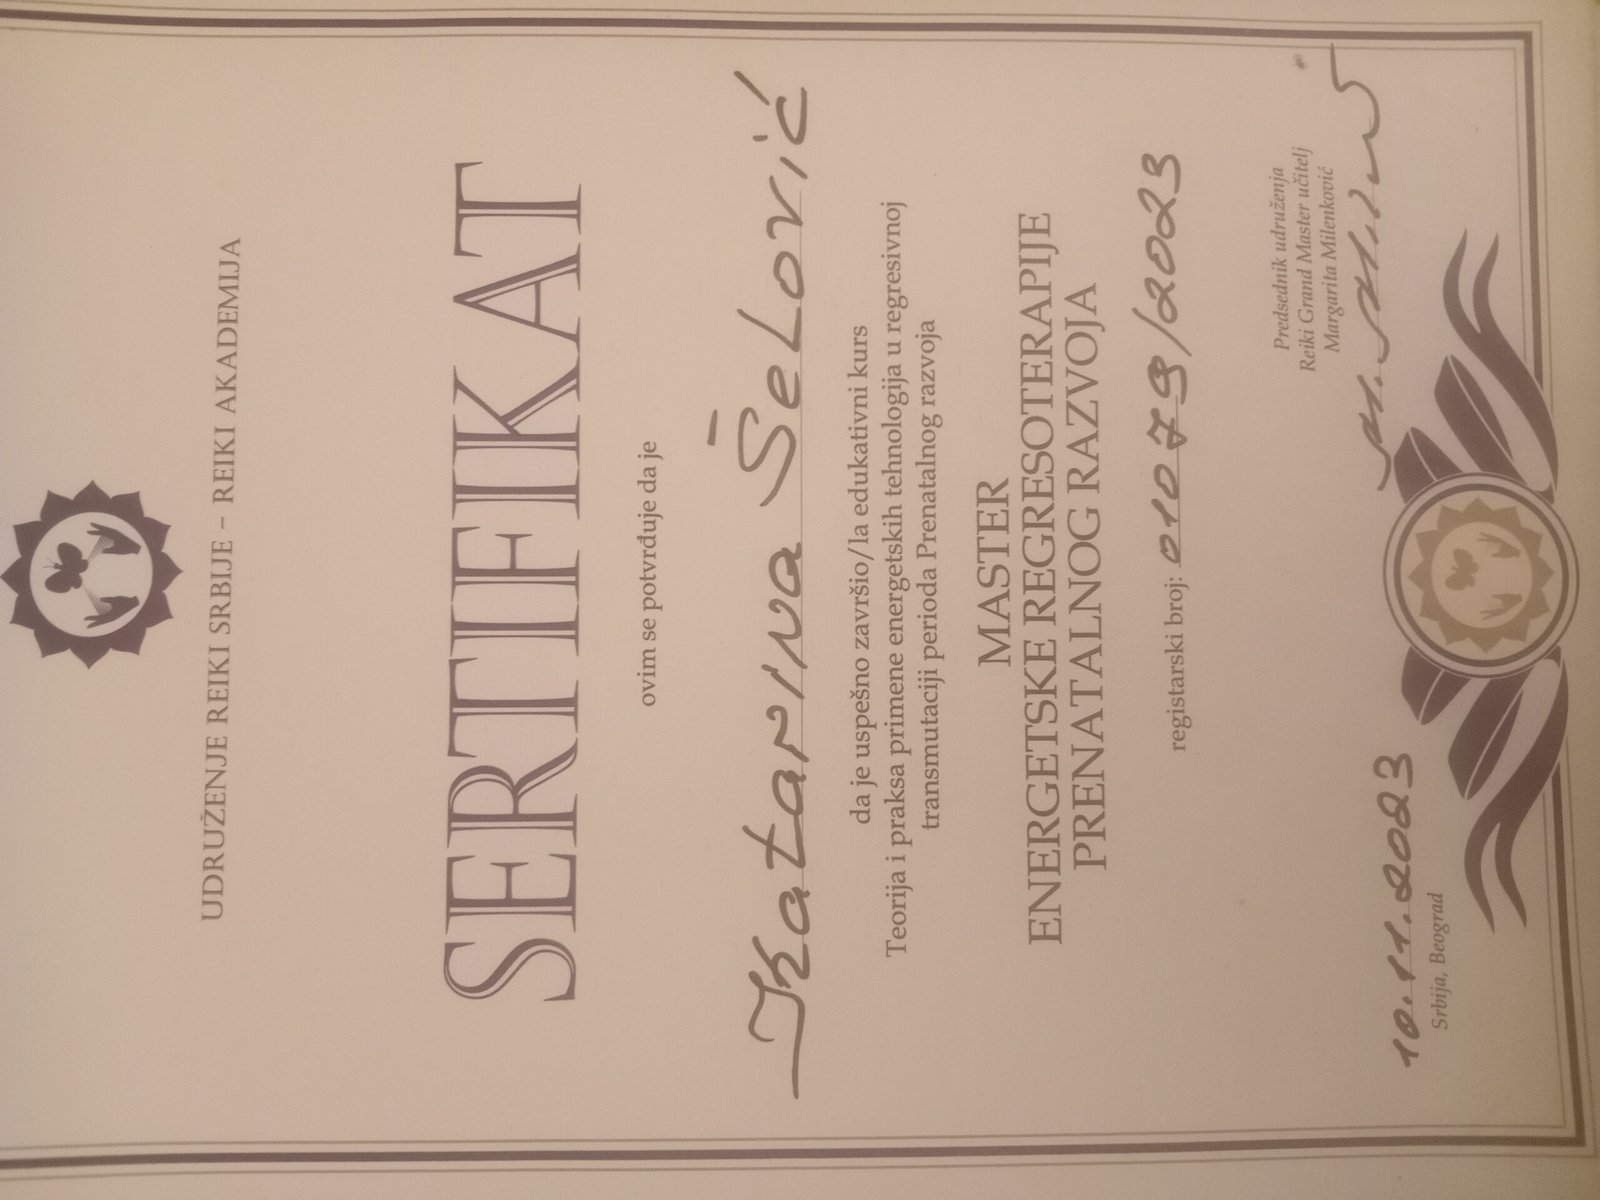 UDRUŽENJE REIKI SRBIJE – REIKI AKADEMIJA
SERTIFIKAT
ovim se potvrđuje da je
Katarina Šelović
da je uspešno završio/la edukativni kurs
Teorija i praksa primene energetskih tehnologija u regresivnoj
transmutaciji perioda Prenatalnog razvoja
MASTER
ENERGETSKE REGRESOTERAPIJE
PRENATALNOG RAZVOJA
registarski broj: 01079/2023
Predsednik udruženja
Reiki Grand Master učitelj
Margarita Milenković
10.11.2023
Srbija, Beograd